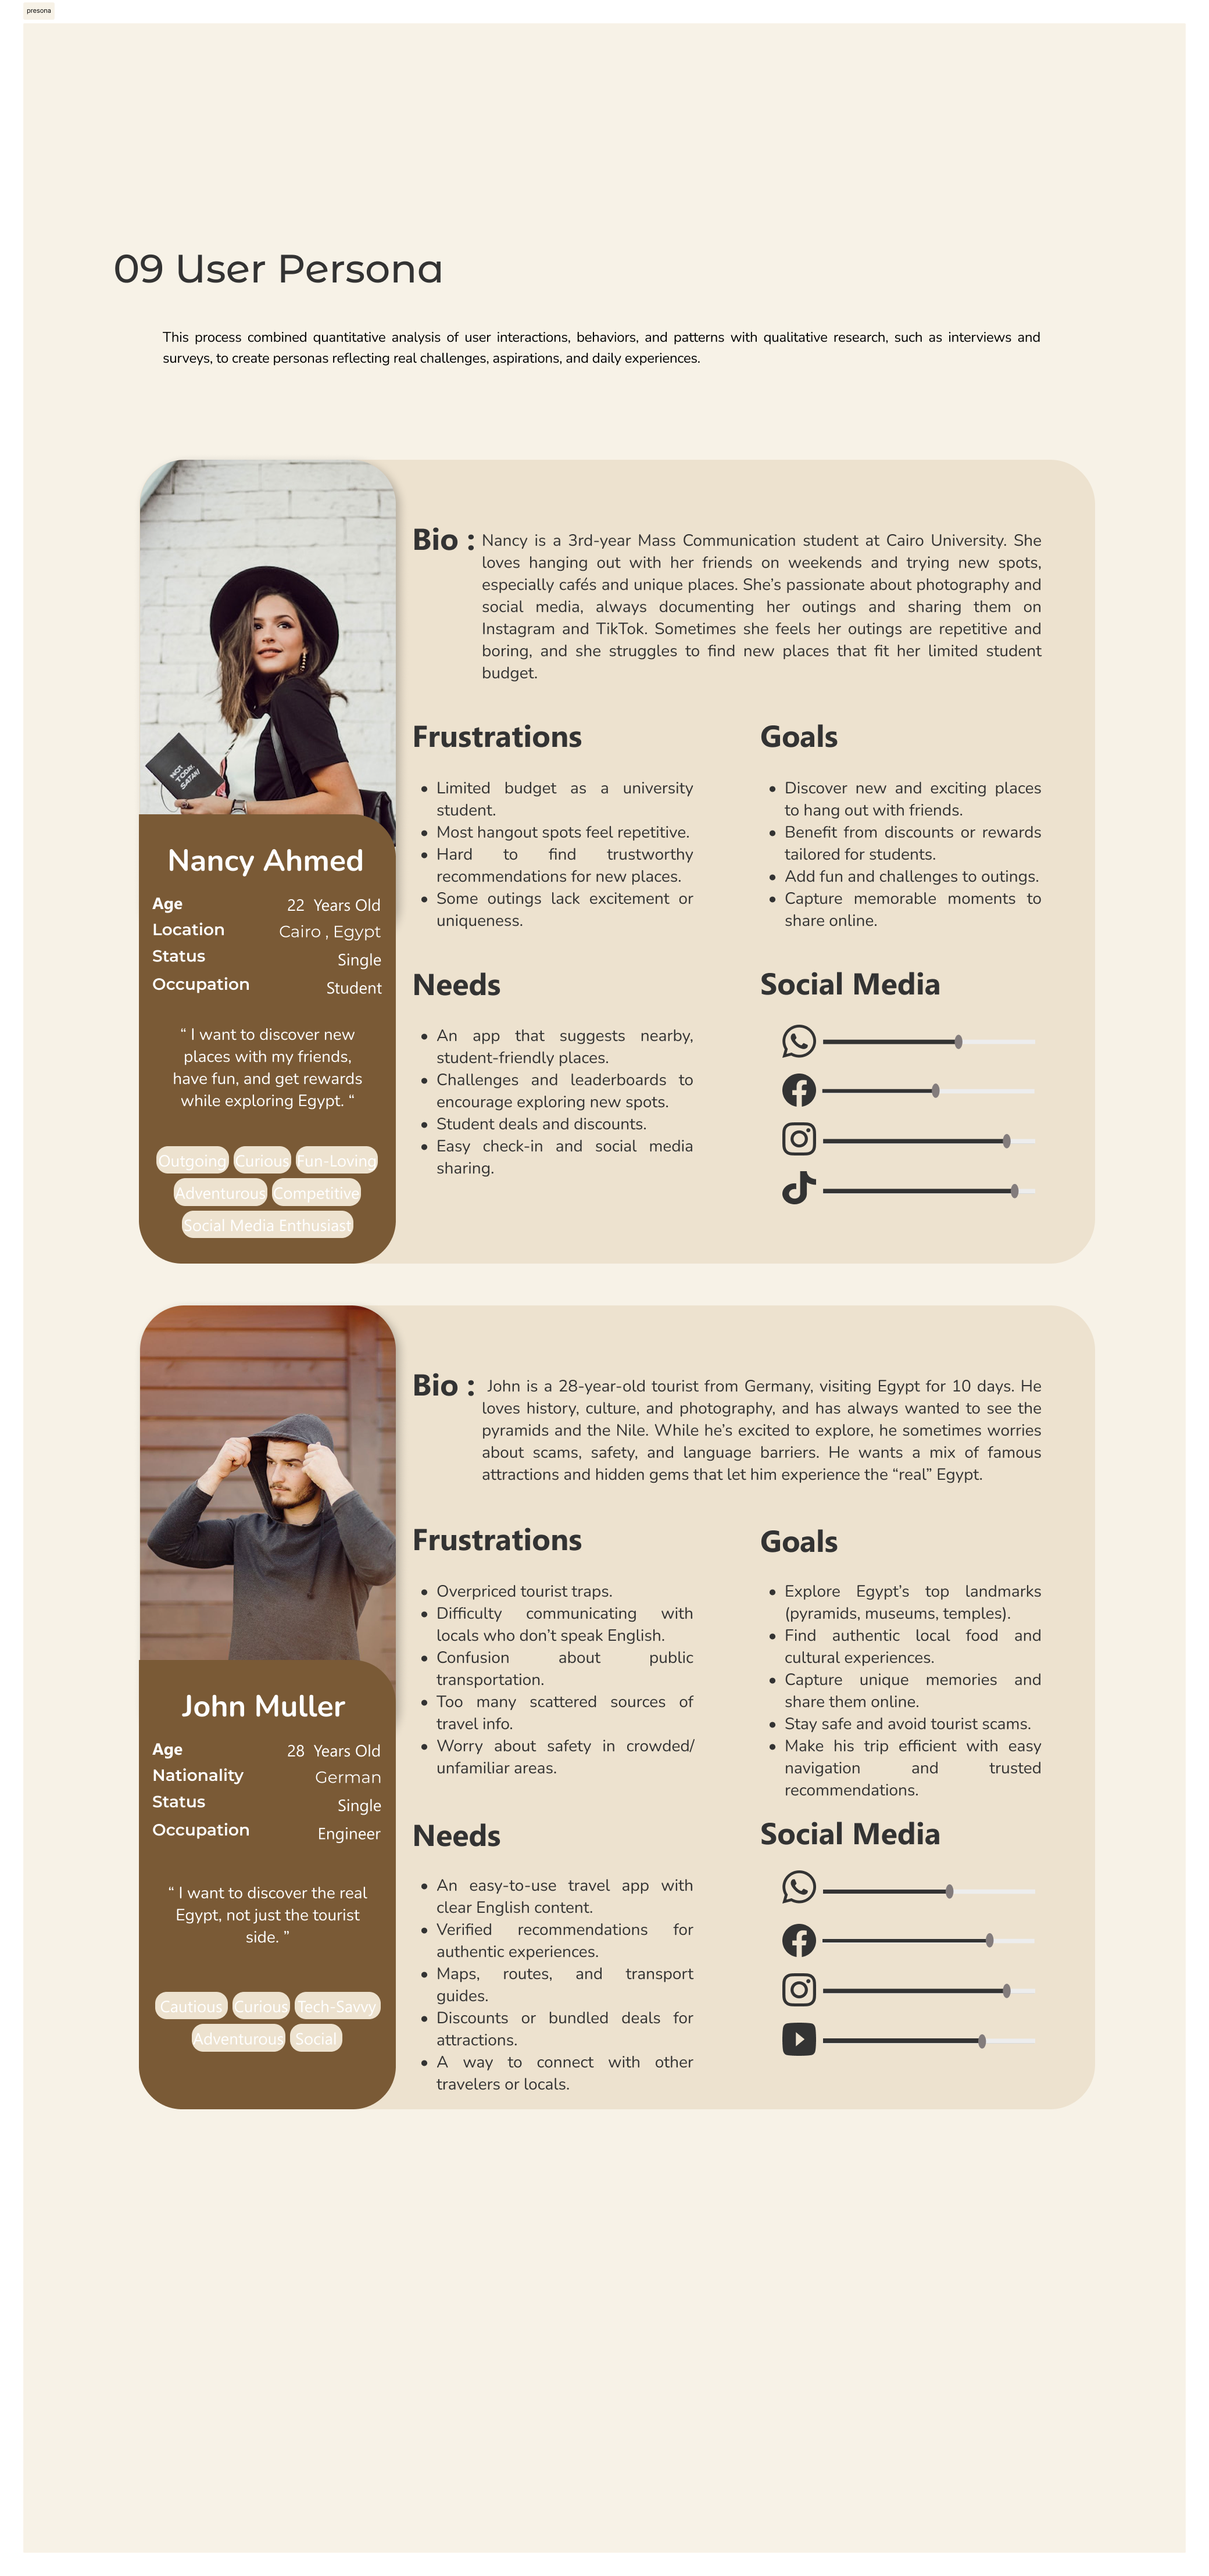 presona
09 User Persona
This process combined quantitative analysis of user interactions, behaviors, and patterns with qualitative research, such as interviews and
surveys, to create personas reflecting real challenges, aspirations, and daily experiences.
NOT
TODAY
SATAN!
Nancy Ahmed
Age 22 Years Old
Location Cairo , Egypt
Status Single
Occupation Student
“ I want to discover new
places with my friends,
have fun, and get rewards
while exploring Egypt. “
Outgoing Curious Fun-Loving
Adventurous Competitive
Social Media Enthusiast
Bio : Nancy is a 3rd-year Mass Communication student at Cairo University. She
loves hanging out with her friends on weekends and trying new spots,
especially cafés and unique places. She’s passionate about photography and
social media, always documenting her outings and sharing them on
Instagram and TikTok. Sometimes she feels her outings are repetitive and
boring, and she struggles to find new places that fit her limited student
budget.
Frustrations
• Limited budget as a university
student.
• Most hangout spots feel repetitive.
• Hard to find trustworthy
recommendations for new places.
• Some outings lack excitement or
uniqueness.
Goals
• Discover new and exciting places
to hang out with friends.
• Benefit from discounts or rewards
tailored for students.
• Add fun and challenges to outings.
• Capture memorable moments to
share online.
Needs
• An app that suggests nearby,
student-friendly places.
• Challenges and leaderboards to
encourage exploring new spots.
• Student deals and discounts.
• Easy check-in and social media
sharing.
Social Media
John Muller
Age 28 Years Old
Nationality German
Status Single
Occupation Engineer
“ I want to discover the real
Egypt, not just the tourist
side. ”
Cautious Curious Tech-Savvy
Adventurous Social
Bio : John is a 28-year-old tourist from Germany, visiting Egypt for 10 days. He
loves history, culture, and photography, and has always wanted to see the
pyramids and the Nile. While he’s excited to explore, he sometimes worries
about scams, safety, and language barriers. He wants a mix of famous
attractions and hidden gems that let him experience the “real” Egypt.
Frustrations
• Overpriced tourist traps.
• Difficulty communicating with
locals who don’t speak English.
• Confusion about public
transportation.
• Too many scattered sources of
travel info.
• Worry about safety in crowded/
unfamiliar areas.
Goals
• Explore Egypt’s top landmarks
(pyramids, museums, temples).
• Find authentic local food and
cultural experiences.
• Capture unique memories and
share them online.
• Stay safe and avoid tourist scams.
• Make his trip efficient with easy
navigation and trusted
recommendations.
Needs
• An easy-to-use travel app with
clear English content.
• Verified recommendations for
authentic experiences.
• Maps, routes, and transport
guides.
• Discounts or bundled deals for
attractions.
• A way to connect with other
travelers or locals.
Social Media